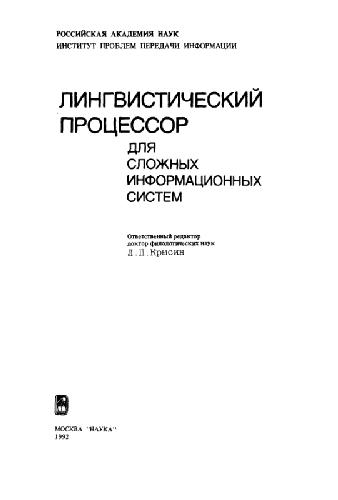 РОССИЙСКАЯ АКАДЕМИЯ НАУК
ИНСТИТУТ ПРОБЛЕМ ПЕРЕДАЧИ ИНФОРМАЦИИ
ЛИНГВИСТИЧЕСКИЙ
ПРОЦЕССОР
ДЛЯ
СЛОЖНЫХ
ИНФОРМАЦИОННЫХ
СИСТЕМ
Ответственный редактор
доктор филологических наук
Л.П.Крысин
МОСКВА "НАУКА"
1992